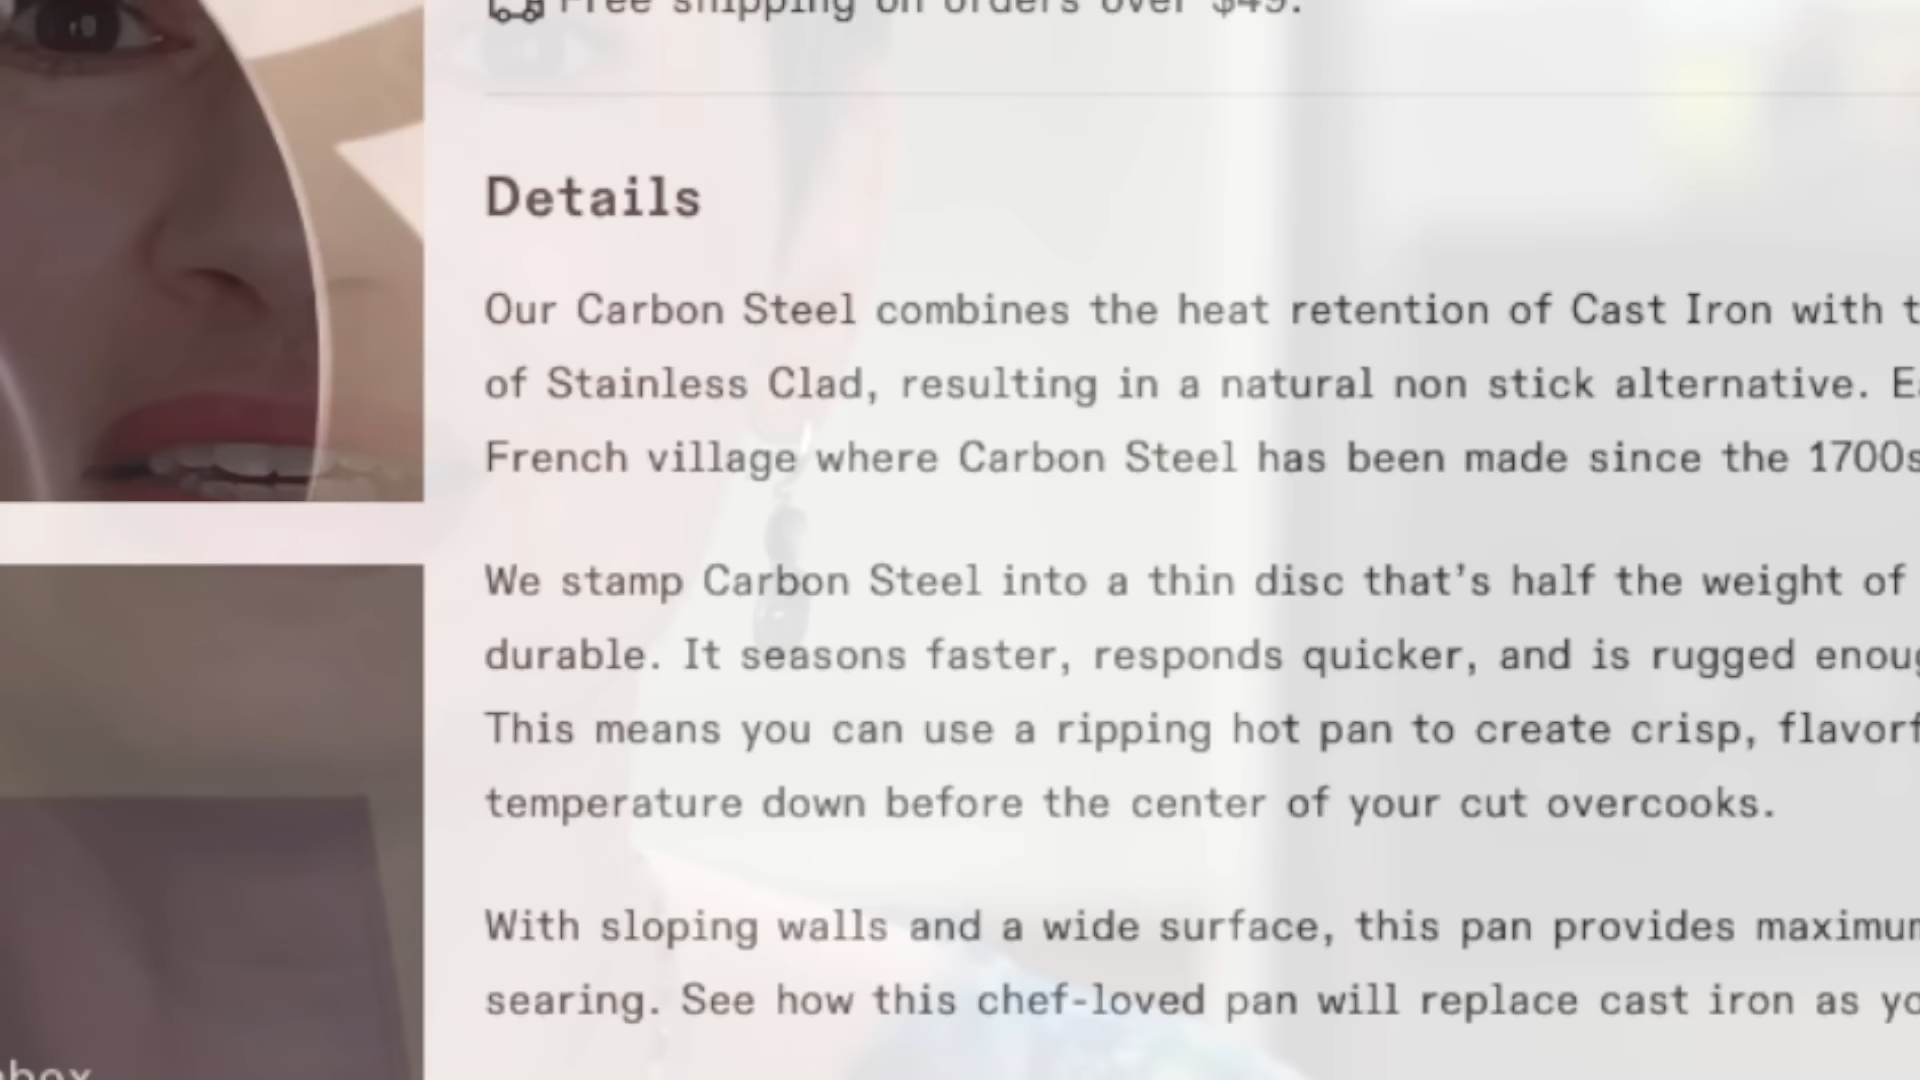 Free shipping on orders over $49.
Details
Our Carbon Steel combines the heat retention of Cast Iron with
of Stainless Clad, resulting in a natural non stick alternative.
French village where Carbon Steel has been made since the 1700s
We stamp Carbon Steel into a thin disc that's half the weight of
durable. It seasons faster, responds quicker, and is rugged
This means you can use a ripping hot pan to create crisp,
temperature down before the center of your cut overcooks.
With sloping walls and a wide surface, this pan provides
searing. See how this chef-loved pan will replace cast iron as